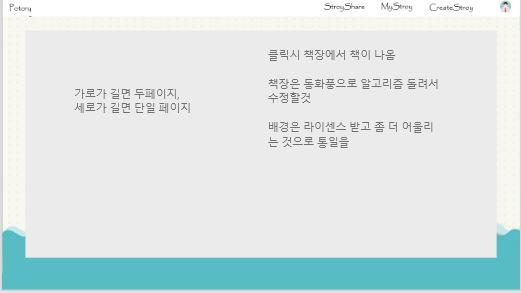 Potory
StroyShare MyStroy CreateStroy
클릭시 책장에서 책이 나옴
책장은 동화풍으로 알고리즘 돌려서
수정할것
배경은 라이센스 받고 좀 더 어울리
는 것으로 통일을
가로가 길면 두페이지,
세로가 길면 단일 페이지